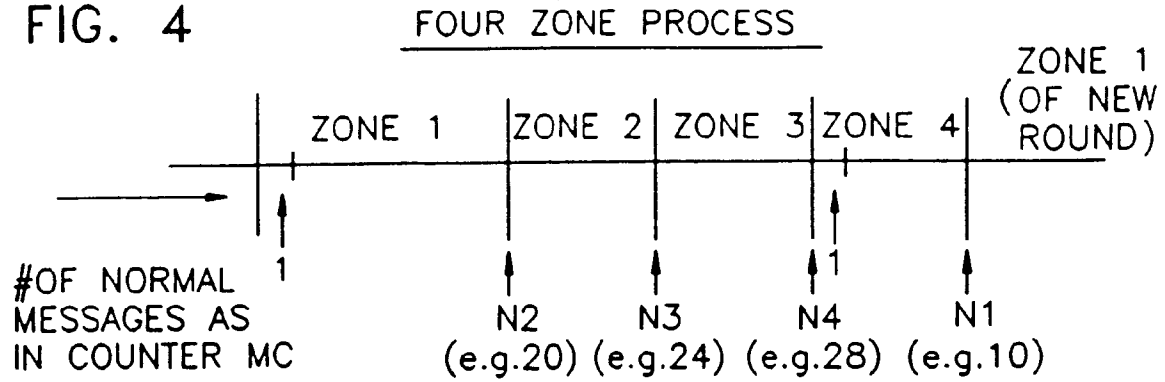 FIG. 4
FOUR ZONE PROCESS
ZONE 1
(OF NEW
ROUND)
ZONE 1 ZONE 2 ZONE 3 ZONE 4
1 1
#OF NORMAL
MESSAGES AS
IN COUNTER MC
N2 N3 N4 N1
(e.g.20) (e.g.24) (e.g.28) (e.g.10)